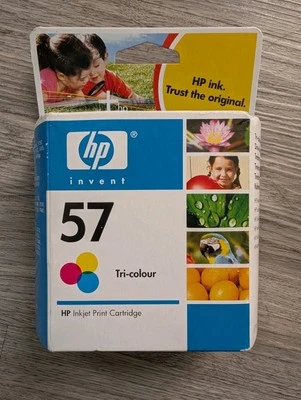 HP ink.
Trust the original.
hp
invent
57
Tri-colour
HP Inkjet Print Cartridge